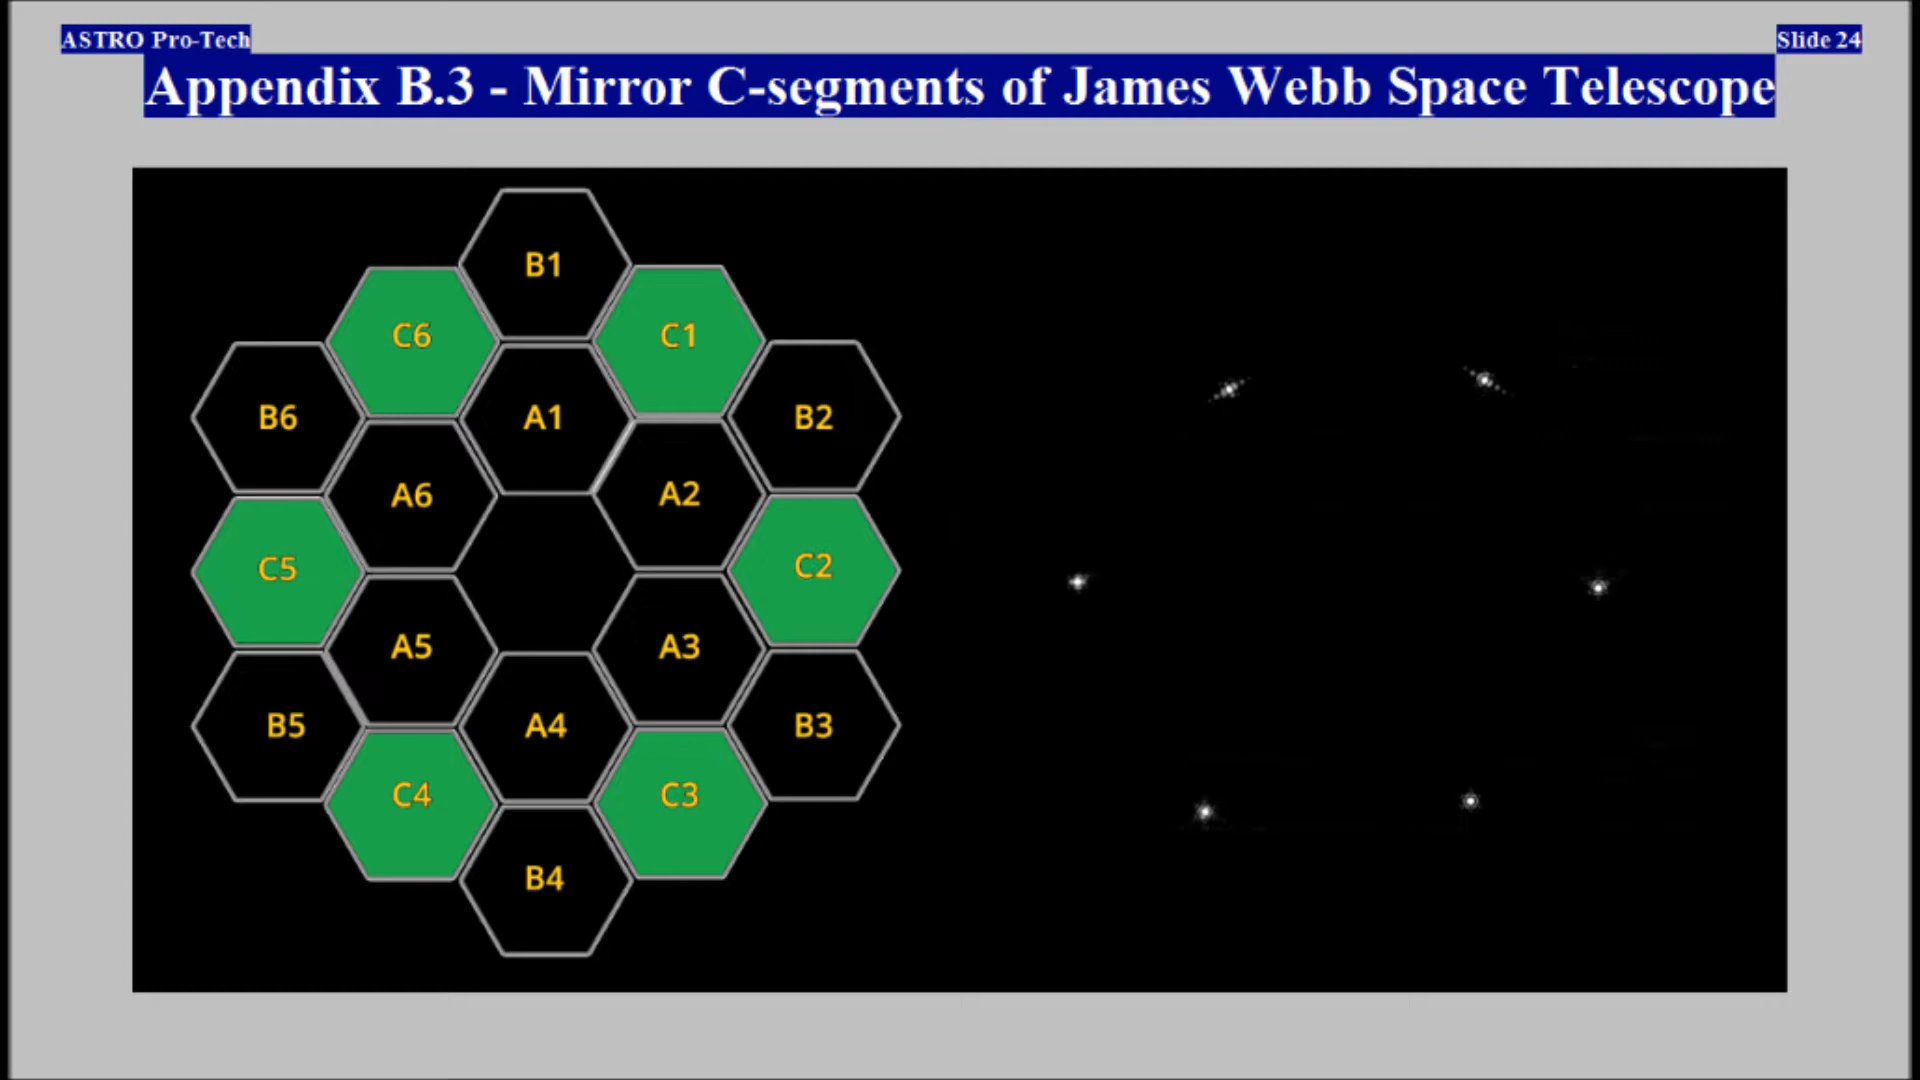 ASTRO Pro-Tech
Slide 24
Appendix B.3 - Mirror C-segments of James Webb Space Telescope
B1
C6
C1
B6
A1
B2
A6
A2
C5
C2
A5
A3
B5
A4
B3
C4
C3
B4